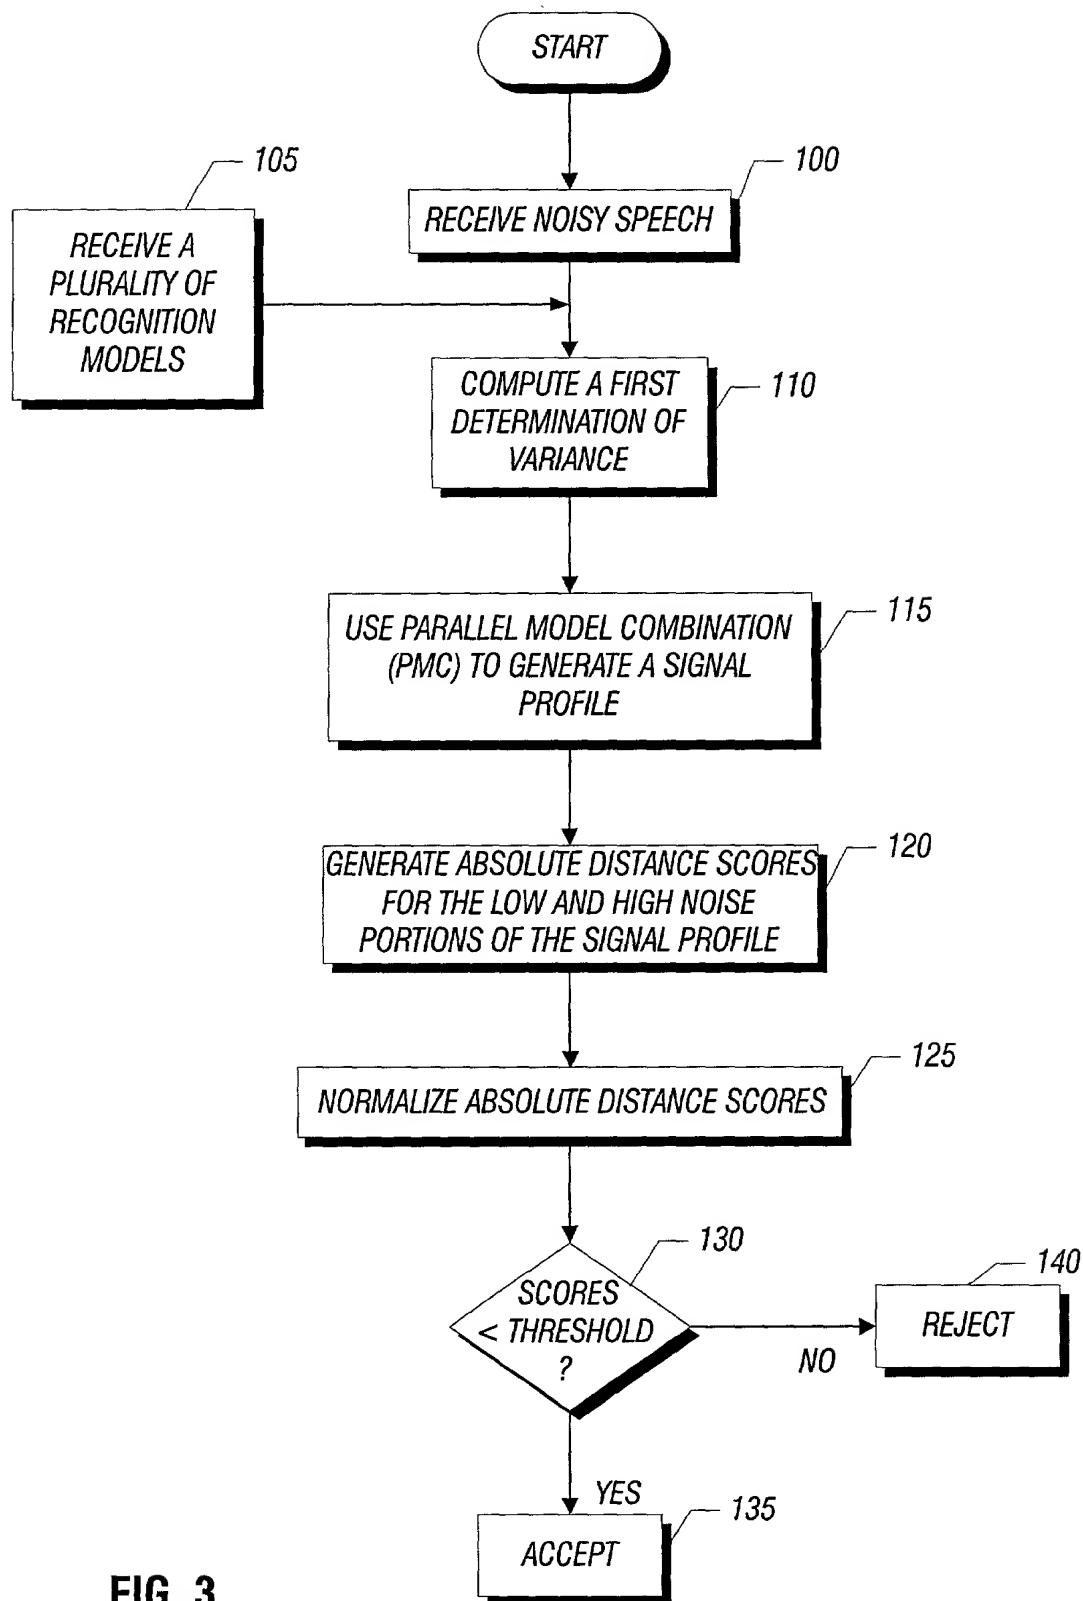 START
105
100
RECEIVE NOISY SPEECH
RECEIVE A
PLURALITY OF
RECOGNITION
MODELS
COMPUTE A FIRST
DETERMINATION OF
VARIANCE
110
USE PARALLEL MODEL COMBINATION
(PMC) TO GENERATE A SIGNAL
PROFILE
115
GENERATE ABSOLUTE DISTANCE SCORES
FOR THE LOW AND HIGH NOISE
PORTIONS OF THE SIGNAL PROFILE
120
NORMALIZE ABSOLUTE DISTANCE SCORES
125
SCORES
< THRESHOLD
?
130
NO
REJECT
140
YES
ACCEPT
135
FIG. 3